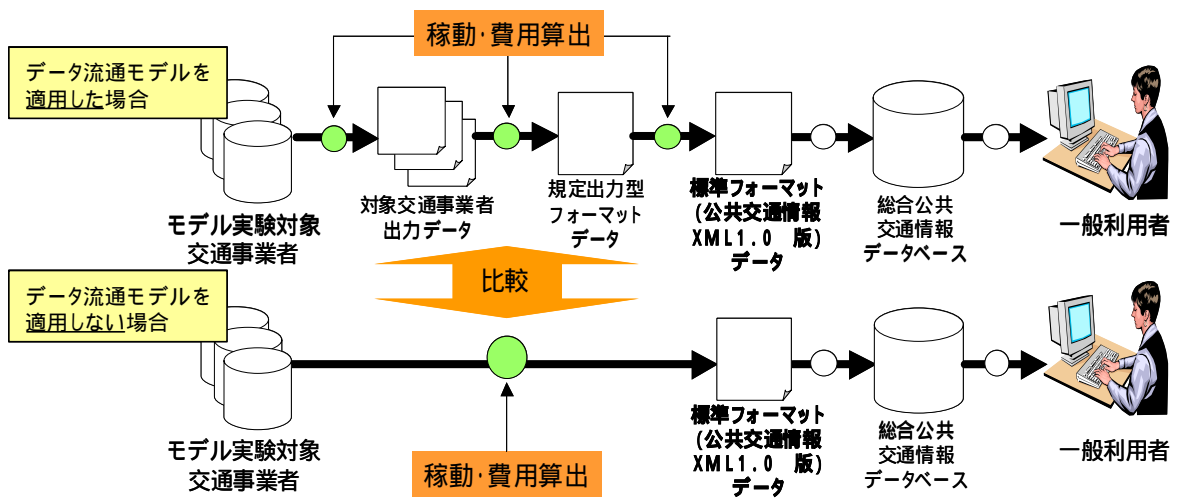 稼動・費用算出
データ流通モデルを
適用した場合
モデル実験対象
交通事業者
対象交通事業者
出力データ
規定出力型
フォーマット
データ
標準フォーマット
(公共交通情報
XML1.0 版)
データ
総合公共
交通情報
データベース
一般利用者
比較
データ流通モデルを
適用しない場合
モデル実験対象
交通事業者
稼動・費用算出
標準フォーマット
(公共交通情報
XML1.0 版)
データ
総合公共
交通情報
データベース
一般利用者